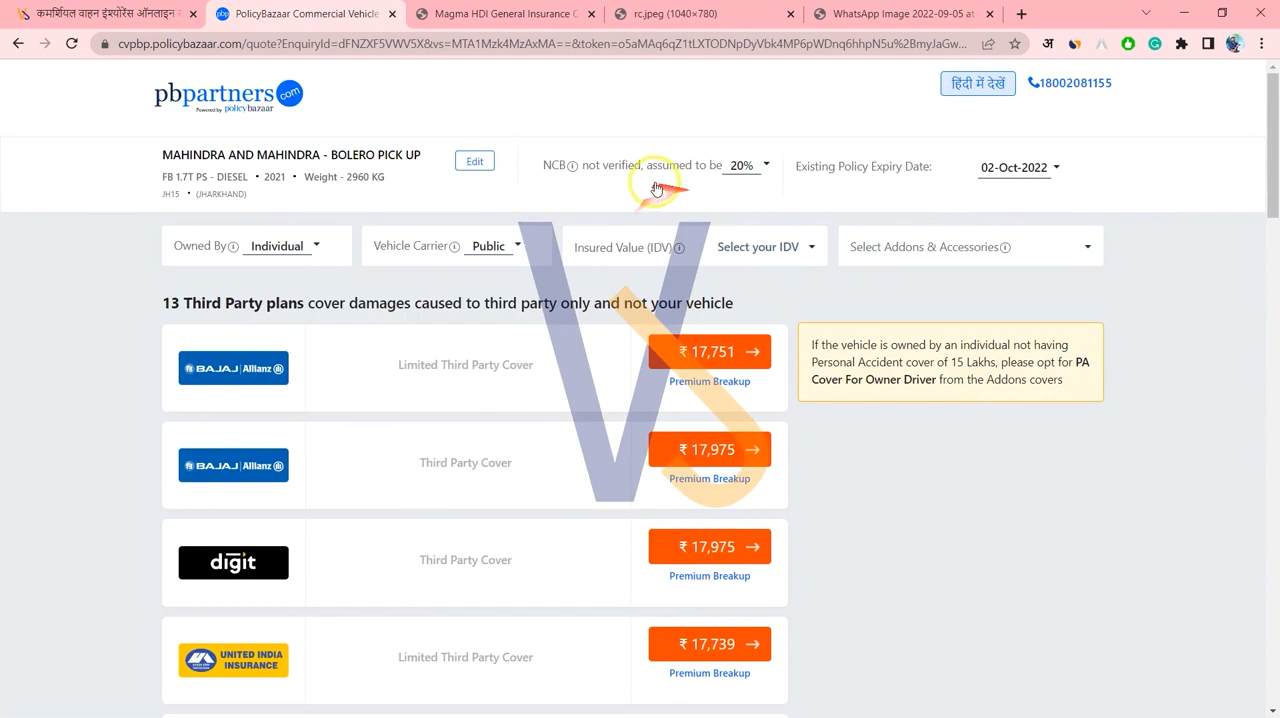 कमर्शियल वाहन इंश्योरेंस ऑनलाइन
PolicyBazaar Commercial Vehicle
Magma HDI General Insurance C
rc.jpeg (1040×780)
WhatsApp Image 2022-09-05 at
cvpbp.policybazaar.com/quote?EnquiryId=dFNZXF5VWV5X&vs=MTA1Mzk4MzAxMA==&token=o5aMAq6qZ1tLXTODNpDyVbk4MP6pWDnq6hhpN5u%2BmyJaGw...
अ
pbpartners .com
Powered by policybazaar
हिंदी में देखें
18002081155
MAHINDRA AND MAHINDRA - BOLERO PICK UP
Edit
NCB not verified, assumed to be 20%
Existing Policy Expiry Date: 02-Oct-2022
FB 1.7T PS - DIESEL • 2021 • Weight - 2960 KG
JH15 • (JHARKHAND)
Owned By Individual
Vehicle Carrier Public
Insured Value (IDV) Select your IDV
Select Addons & Accessories
13 Third Party plans cover damages caused to third party only and not your vehicle
BAJAJ Allianz
Limited Third Party Cover
₹ 17,751
Premium Breakup
If the vehicle is owned by an individual not having
Personal Accident cover of 15 Lakhs, please opt for PA
Cover For Owner Driver from the Addons covers
BAJAJ Allianz
Third Party Cover
₹ 17,975
Premium Breakup
digit
Third Party Cover
₹ 17,975
Premium Breakup
UNITED INDIA
INSURANCE
Limited Third Party Cover
₹ 17,739
Premium Breakup
VS